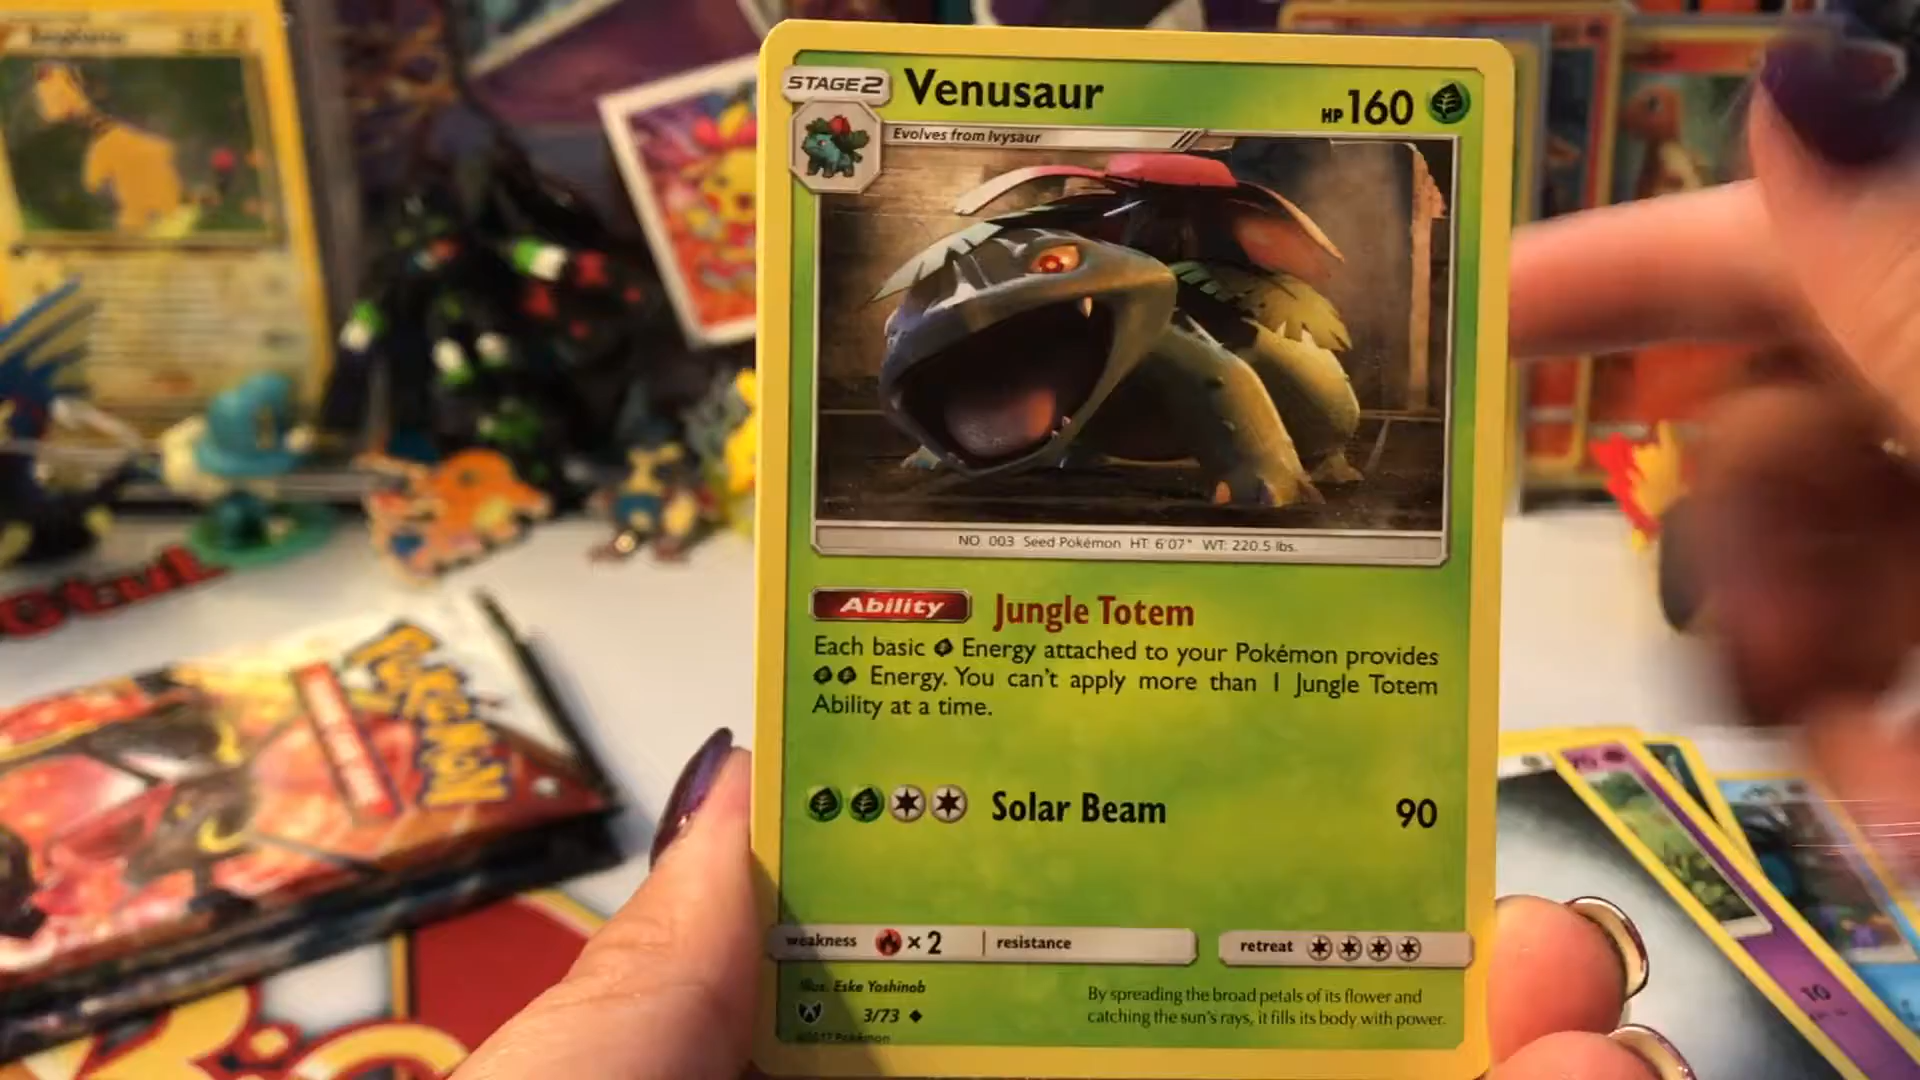 STAGE2 Venusaur HP160
Evolves from Ivysaur
NO. 003 Seed Pokémon HT: 6'07" WT: 220.5 lbs.
Ability Jungle Totem
Each basic Energy attached to your Pokémon provides
Energy. You can't apply more than 1 Jungle Totem
Ability at a time.
Solar Beam 90
weakness ×2 resistance retreat
Illus. Eske Yoshinob
3/73
©2017 Pokémon
By spreading the broad petals of its flower and
catching the sun's rays, it fills its body with power.
Pokémon
10